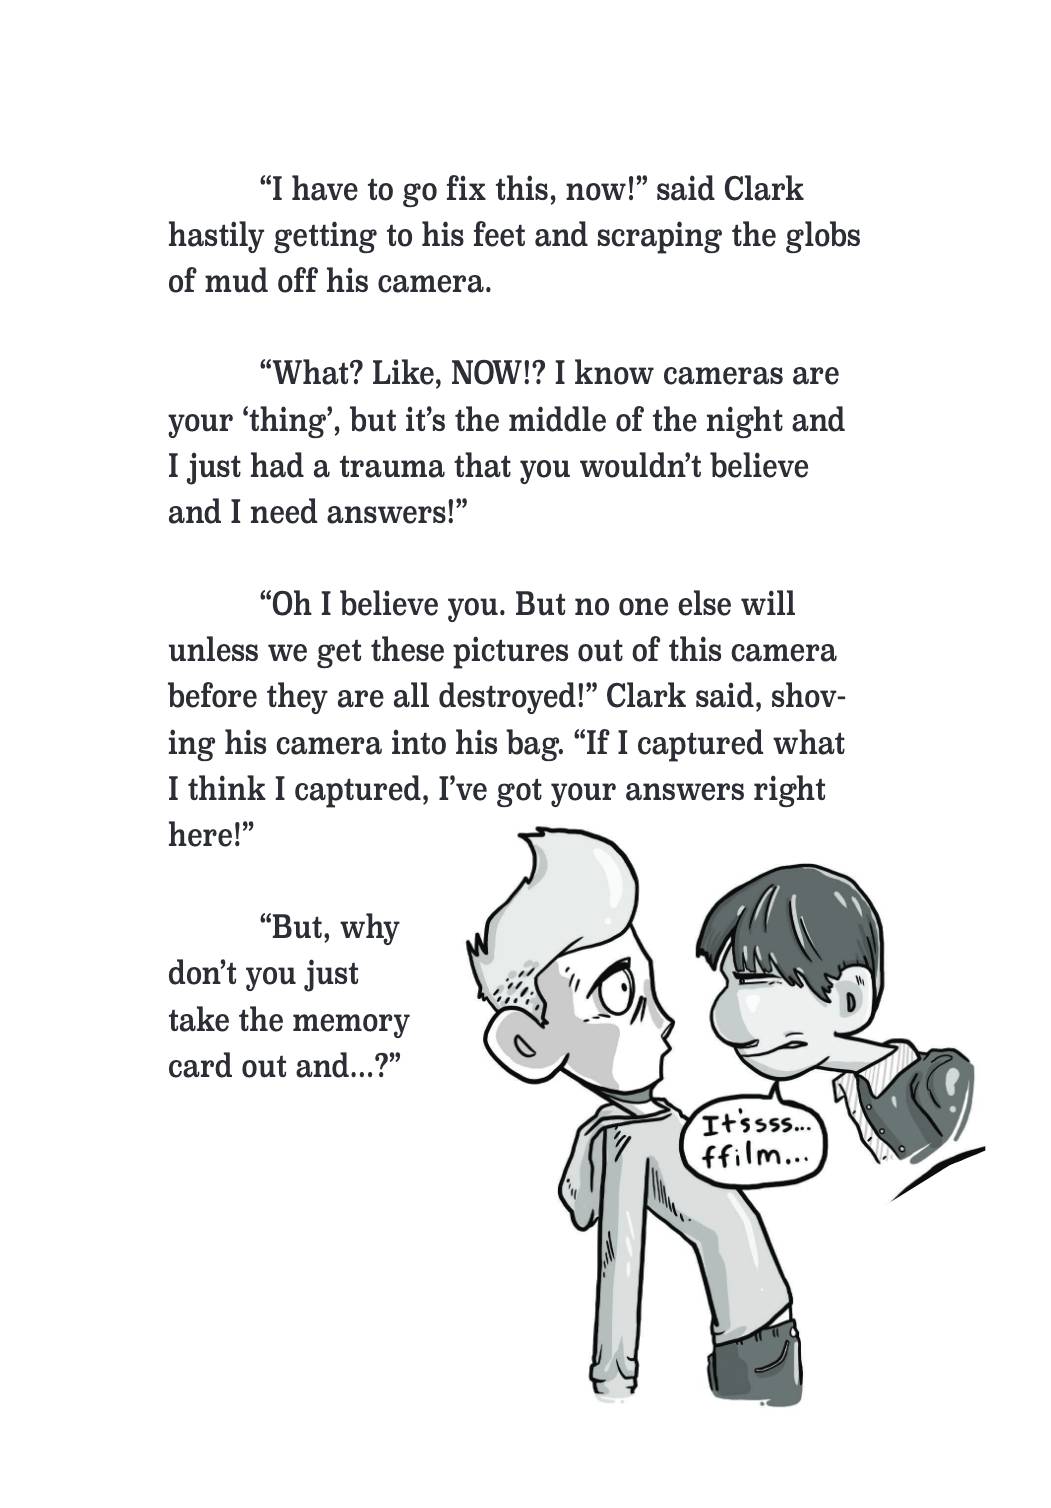 “I have to go fix this, now!” said Clark
hastily getting to his feet and scraping the globs
of mud off his camera.
“What? Like, NOW!? I know cameras are
your ‘thing’, but it’s the middle of the night and
I just had a trauma that you wouldn’t believe
and I need answers!”
“Oh I believe you. But no one else will
unless we get these pictures out of this camera
before they are all destroyed!” Clark said, shov-
ing his camera into his bag. “If I captured what
I think I captured, I’ve got your answers right
here!”
“But, why
don’t you just
take the memory
card out and...?”
It'ssss...
ffilm...